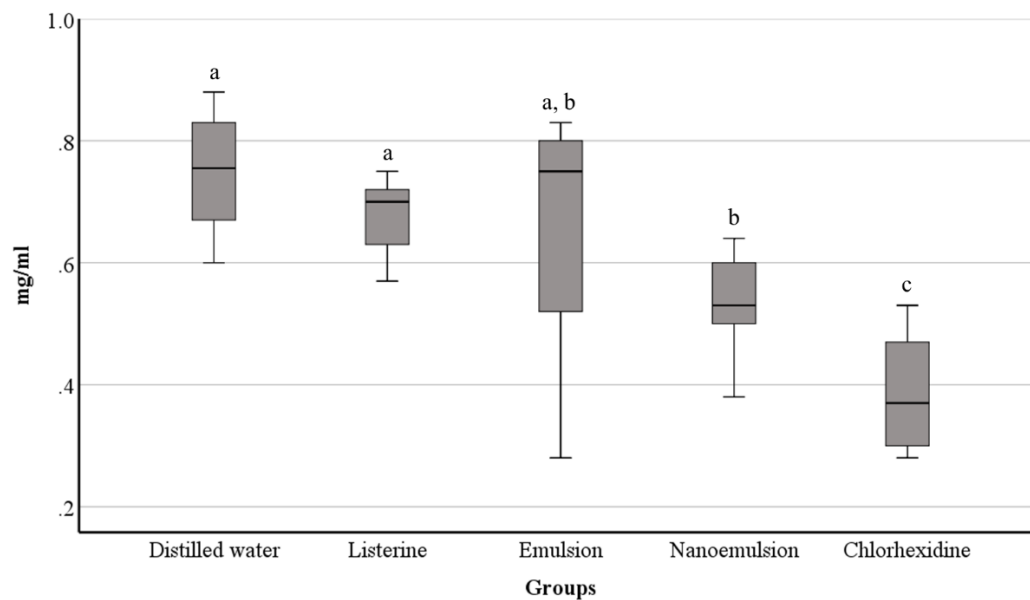 1.0
a
a, b
.8
a
b
.6
c
mg/ml
.4
.2
Distilled water Listerine Emulsion Nanoemulsion Chlorhexidine
Groups